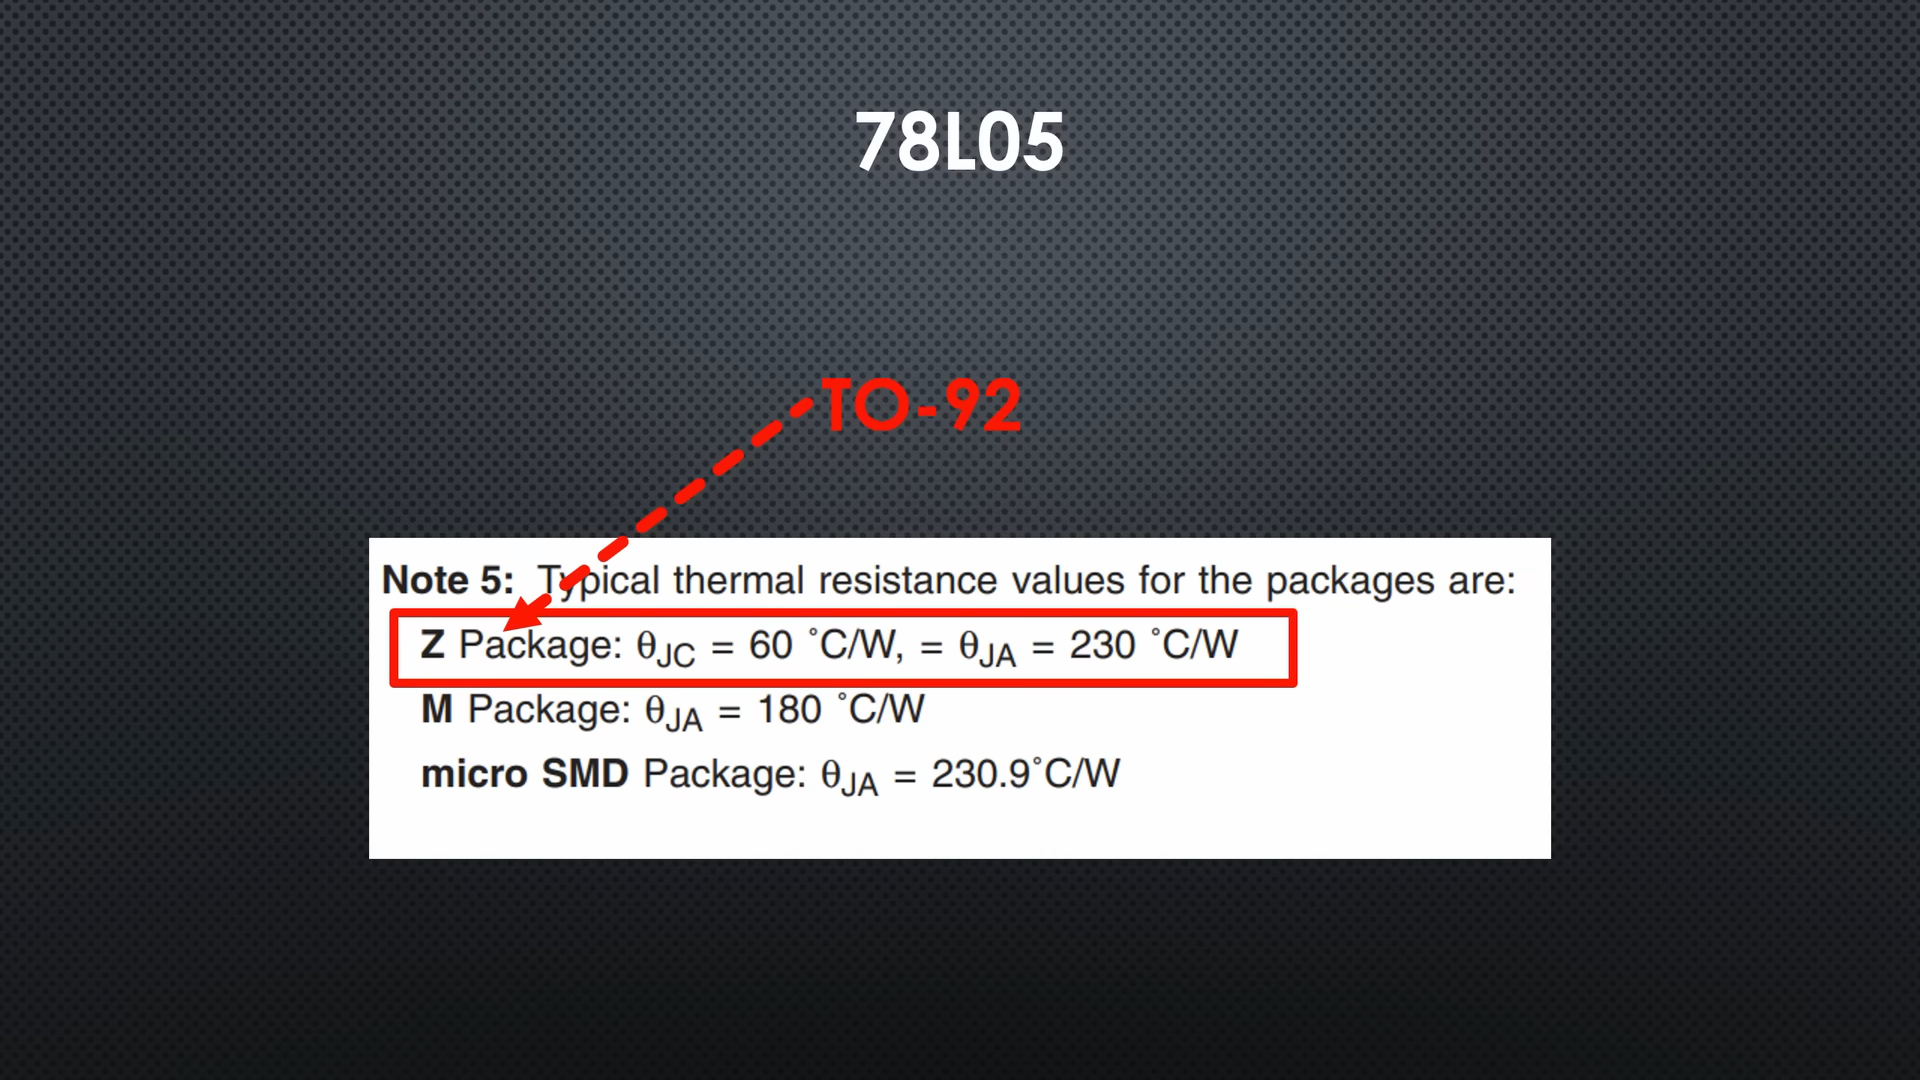 78L05
TO-92
Note 5: Typical thermal resistance values for the packages are:
Z Package: θJC = 60 ˚C/W, = θJA = 230 ˚C/W
M Package: θJA = 180 ˚C/W
micro SMD Package: θJA = 230.9˚C/W